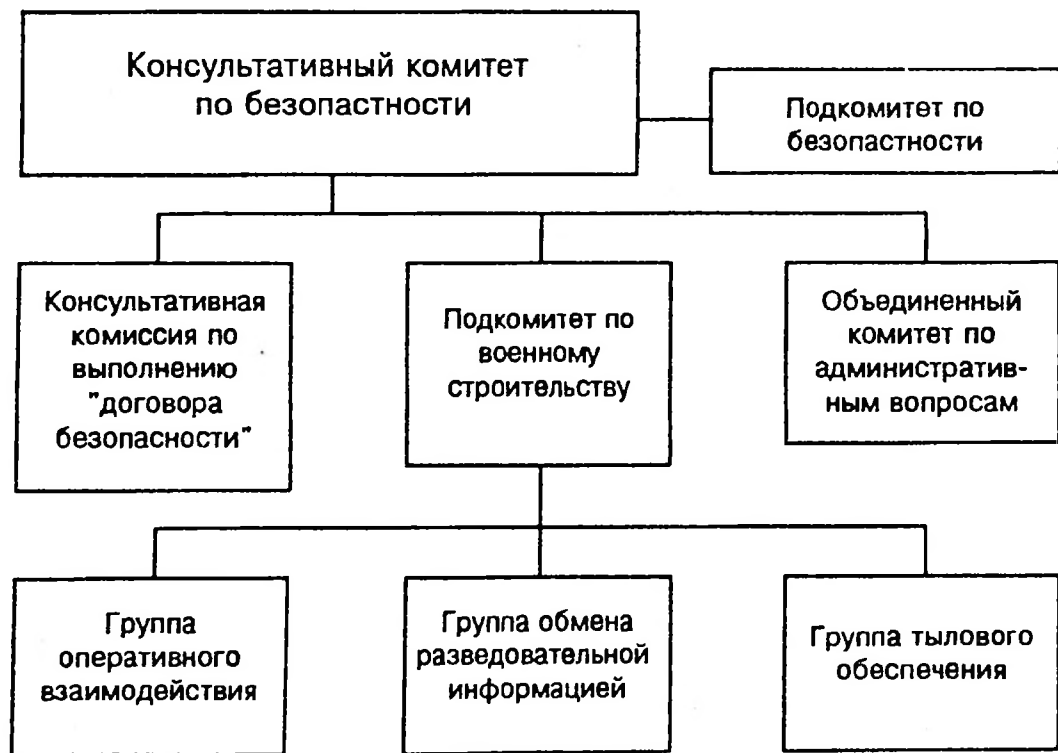 Консультативный комитет
по безопастности
Подкомитет по
безопастности
Консультативная
комиссия по
выполнению
"договора
безопасности"
Подкомитет по
военному
строительству
Объединенный
комитет по
административ-
ным вопросам
Группа
оперативного
взаимодействия
Группа обмена
разведовательной
информацией
Группа тылового
обеспечения